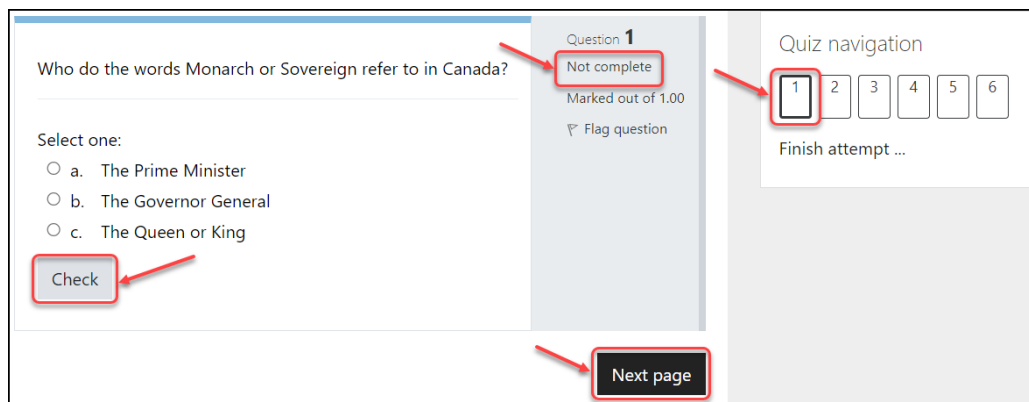 Who do the words Monarch or Sovereign refer to in Canada?
Select one:
a. The Prime Minister
b. The Governor General
c. The Queen or King
Check
Question 1
Not complete
Marked out of 1.00
Flag question
Next page
Quiz navigation
1 2 3 4 5 6
Finish attempt ...